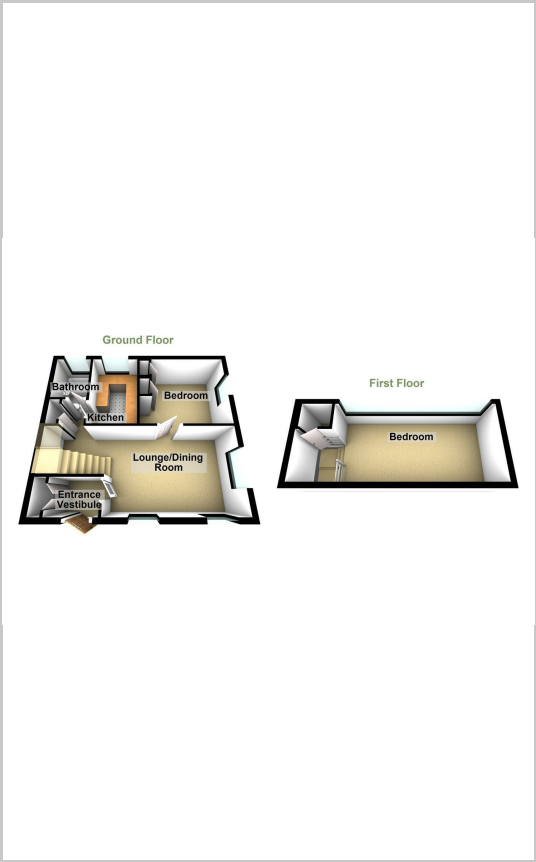 Ground Floor
Bathroom
Bedroom
Kitchen
Lounge/Dining
Room
Entrance
Vestibule
First Floor
Bedroom